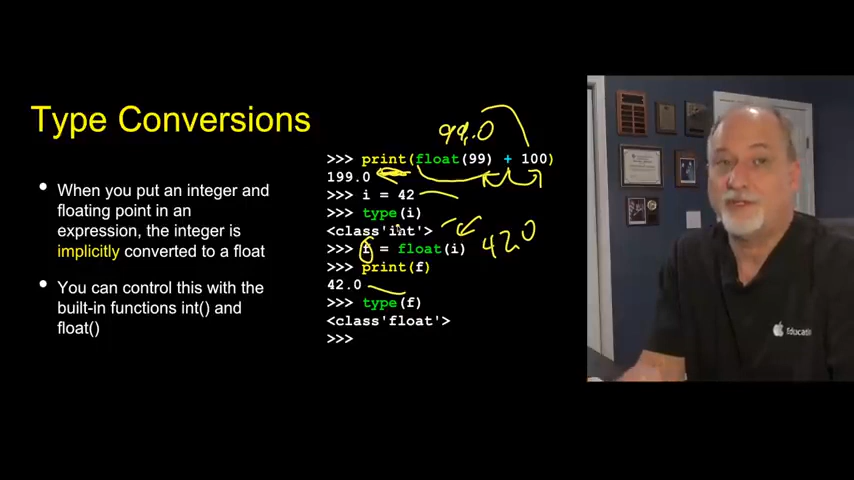 Type Conversions
• When you put an integer and
floating point in an
expression, the integer is
implicitly converted to a float
• You can control this with the
built-in functions int() and
float()
99.0
>>> print(float(99) + 100)
199.0
>>> i = 42
>>> type(i)
<class'int'>
>>> f = float(i)
42.0
>>> print(f)
42.0
>>> type(f)
<class'float'>
>>>